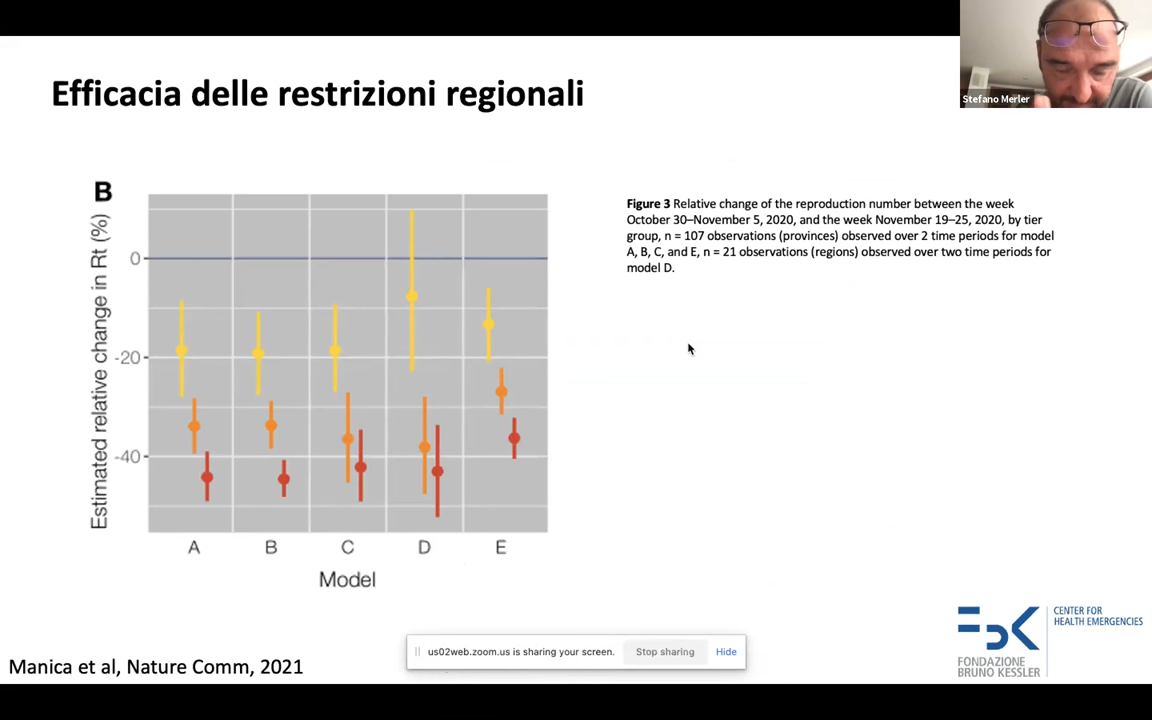 Efficacia delle restrizioni regionali
Stefano Merler
B
Estimated relative change in Rt (%)
0
-20
-40
A B C D E
Model
Figure 3 Relative change of the reproduction number between the week
October 30–November 5, 2020, and the week November 19–25, 2020, by tier
group, n = 107 observations (provinces) observed over 2 time periods for model
A, B, C, and E, n = 21 observations (regions) observed over two time periods for
model D.
us02web.zoom.us is sharing your screen. Stop sharing Hide
Manica et al, Nature Comm, 2021
FBK
CENTER FOR
HEALTH EMERGENCIES
FONDAZIONE
BRUNO KESSLER